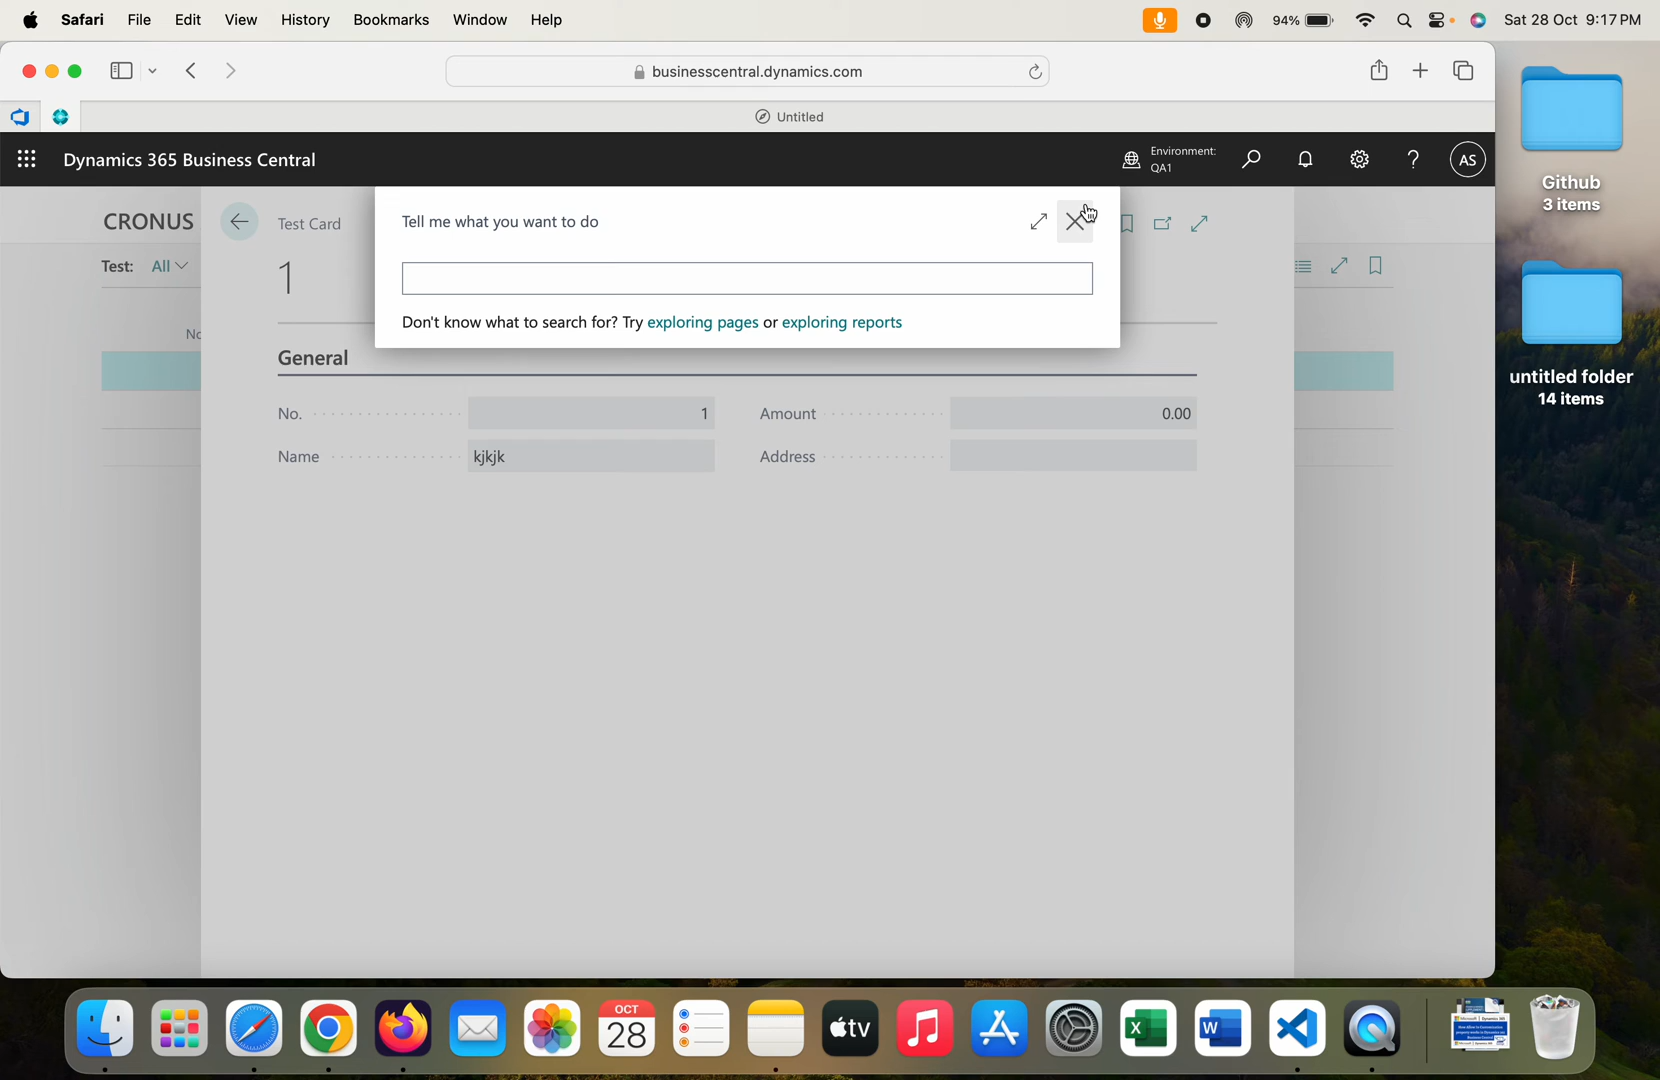 Safari File Edit View History Bookmarks Window Help 94% Sat 28 Oct 9:17 PM
businesscentral.dynamics.com
Untitled
Dynamics 365 Business Central
Environment:
QA1
AS
Github
3 items
CRONUS
Test Card
Tell me what you want to do
Test: All
1
Don't know what to search for? Try exploring pages or exploring reports
General
No. 1 Amount 0.00
Name kjkjk Address
untitled folder
14 items
OCT
28
tv
X
W